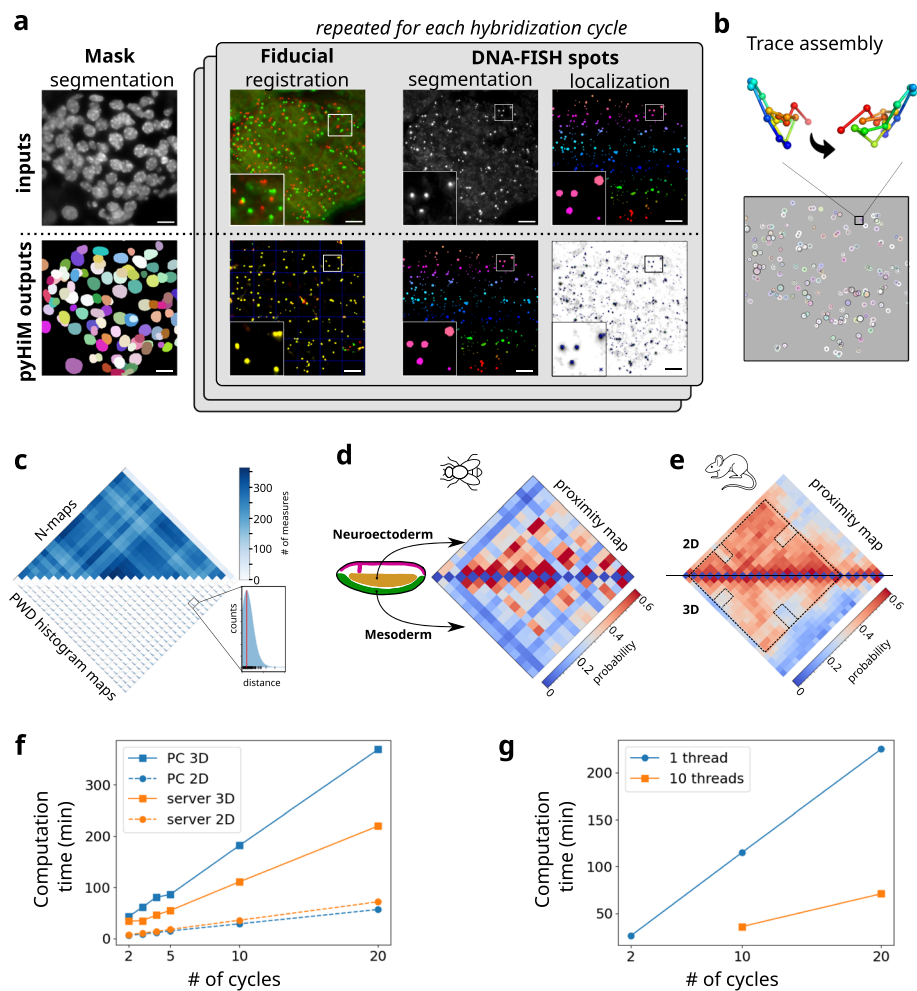 a
repeated for each hybridization cycle
Mask
segmentation
Fiducial
registration
DNA-FISH spots
segmentation
localization
inputs
pyHiM outputs
b
Trace assembly
c
N-maps
300
200
100
0
# of measures
PWD histogram maps
counts
distance
d
Neuroectoderm
Mesoderm
proximity map
0.6
0.4
0.2
0
probability
e
proximity map
2D
3D
0.6
0.4
0.2
0
probability
f
PC 3D
PC 2D
server 3D
server 2D
Computation
time (min)
300
200
100
0
2
5
10
20
# of cycles
g
1 thread
10 threads
Computation
time (min)
200
150
100
50
2
10
20
# of cycles